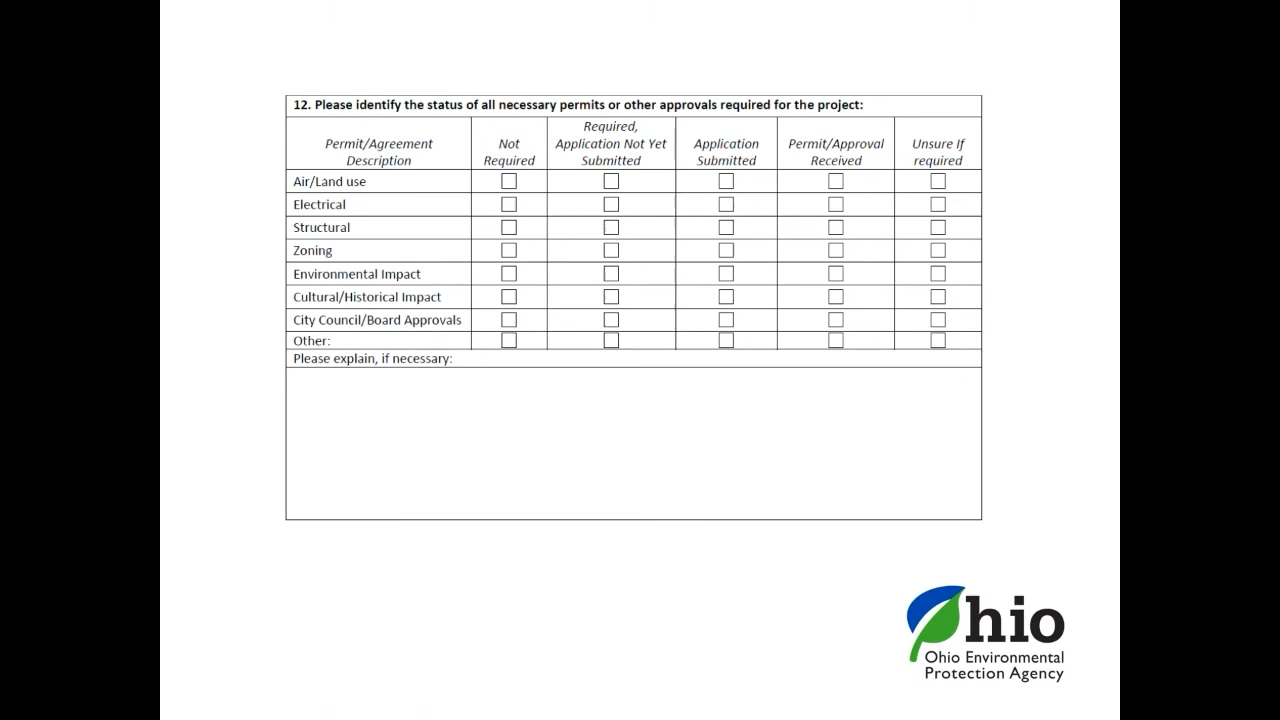 12. Please identify the status of all necessary permits or other approvals required for the project:
Permit/Agreement Description
Not Required
Required, Application Not Yet Submitted
Application Submitted
Permit/Approval Received
Unsure If required
Air/Land use
Electrical
Structural
Zoning
Environmental Impact
Cultural/Historical Impact
City Council/Board Approvals
Other:
Please explain, if necessary:
Ohio
Ohio Environmental
Protection Agency